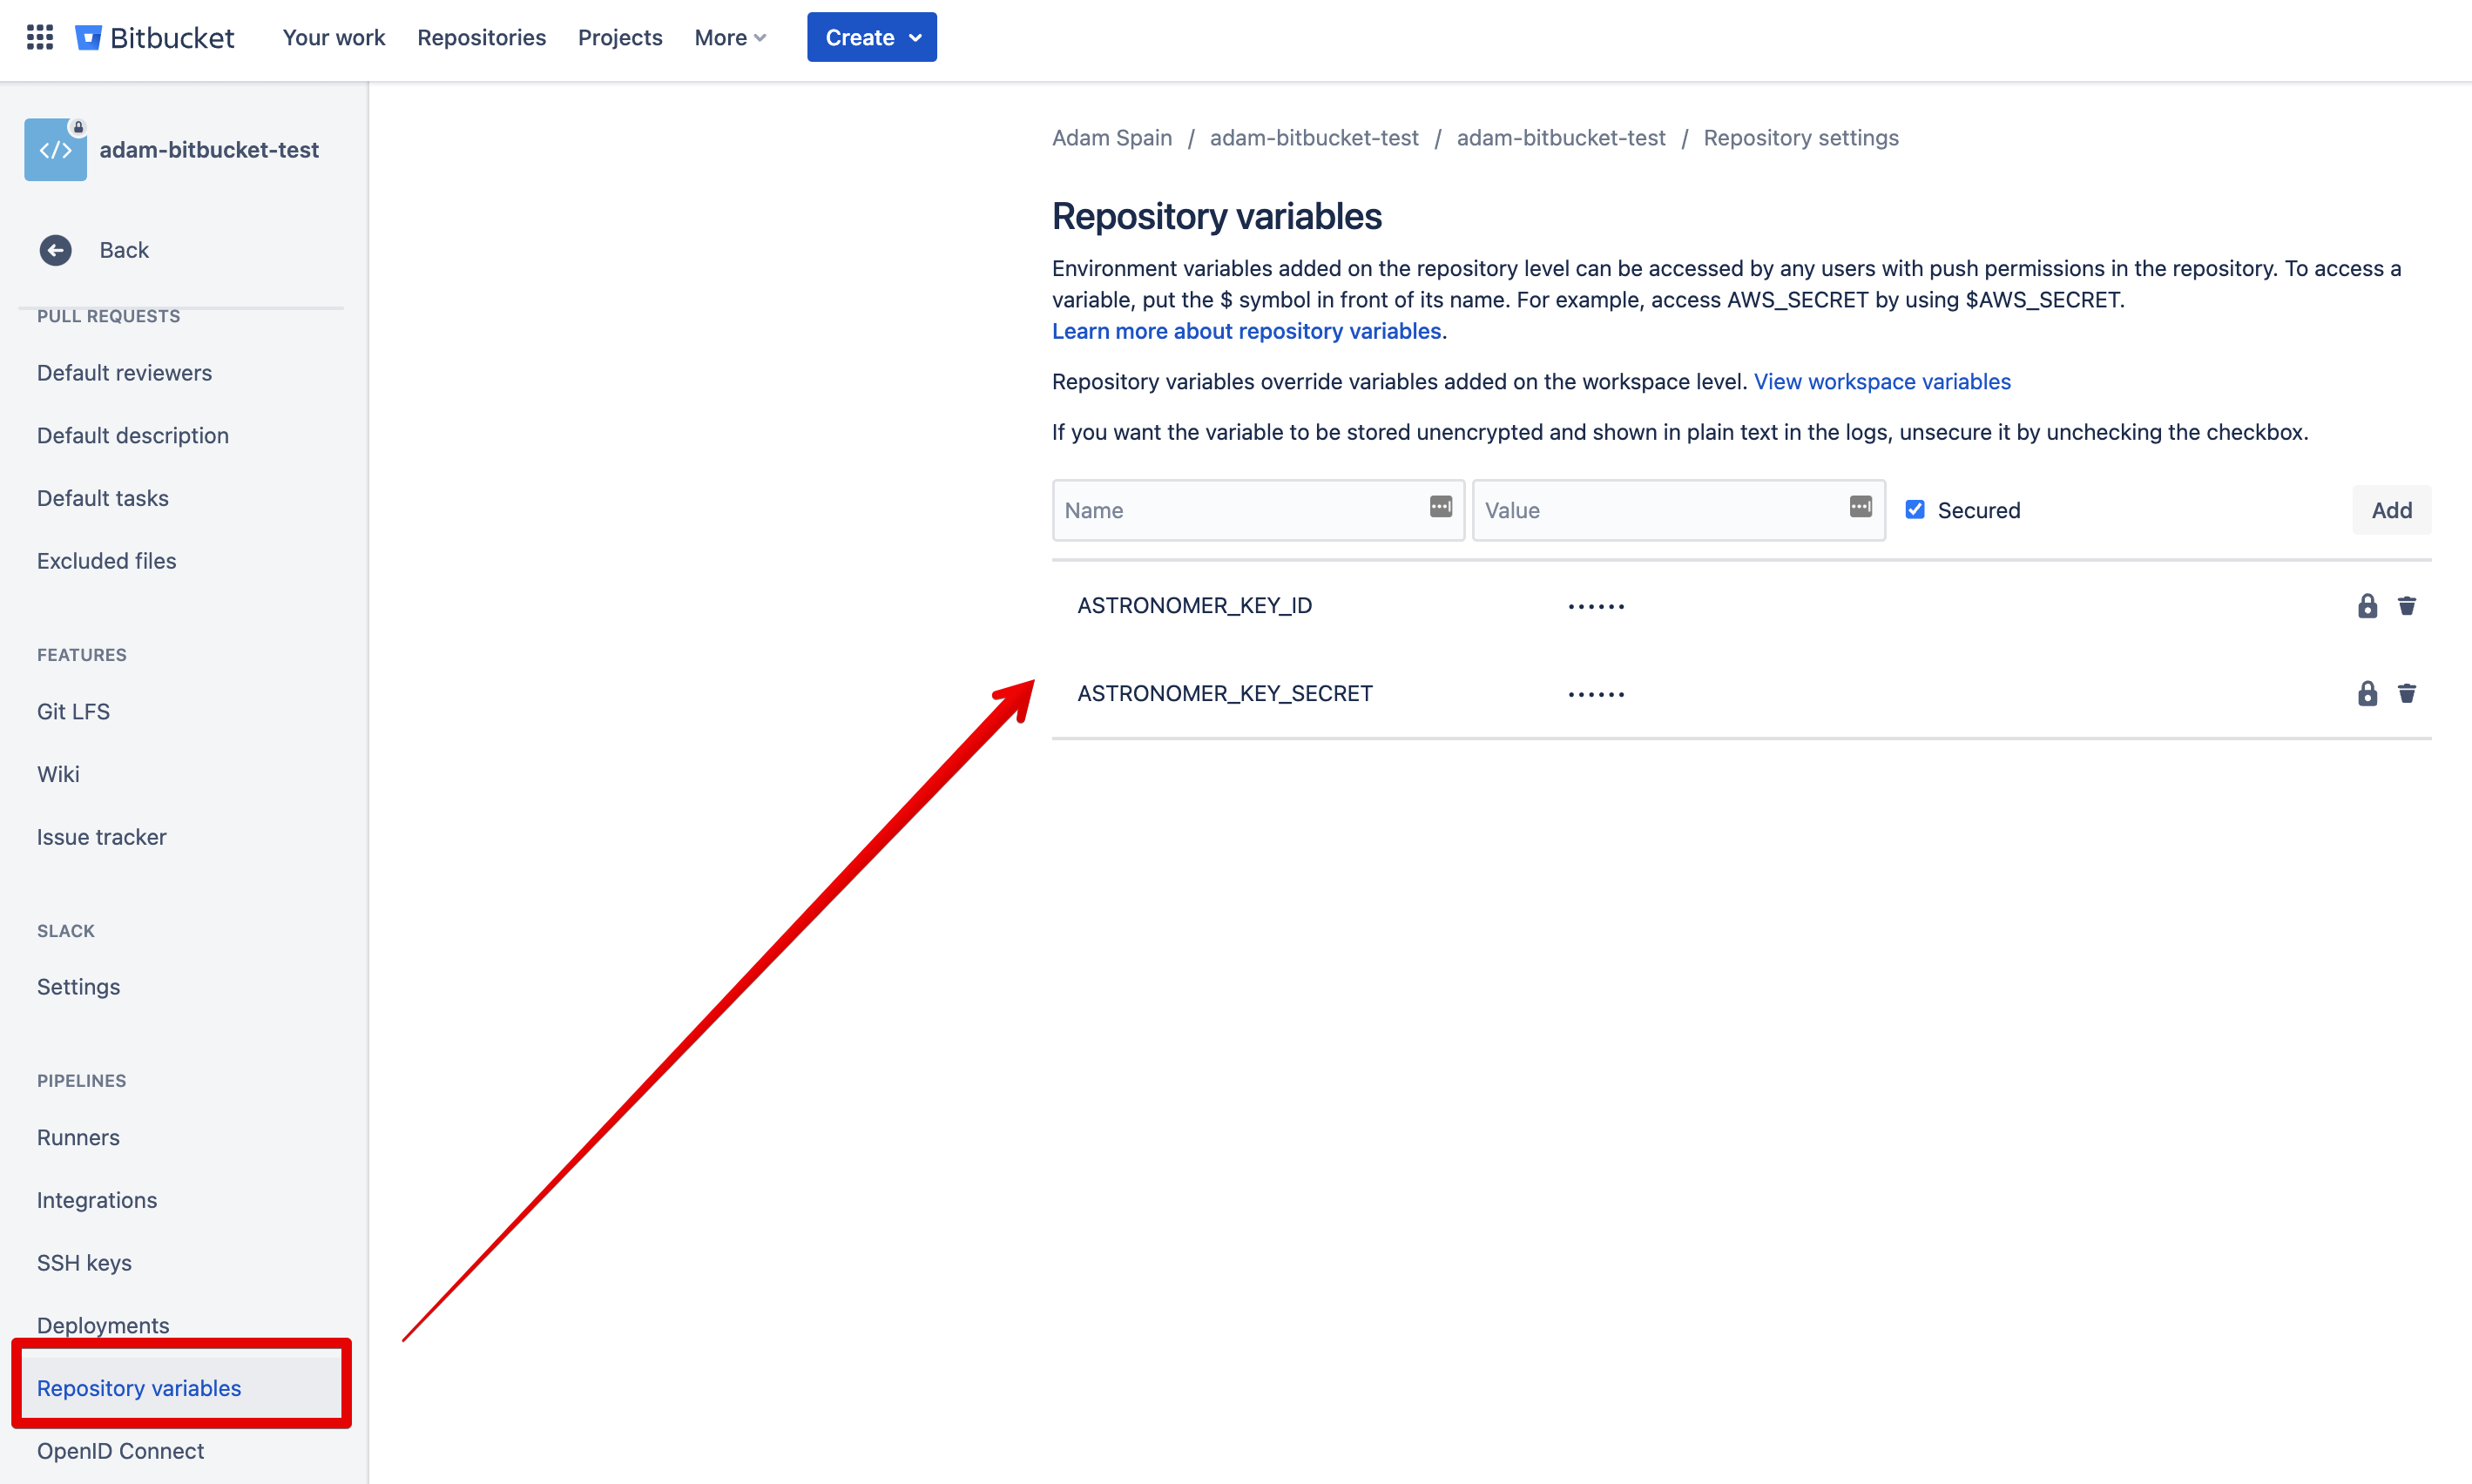 Bitbucket
Your work
Repositories
Projects
More
Create
adam-bitbucket-test
Back
PULL REQUESTS
Default reviewers
Default description
Default tasks
Excluded files
FEATURES
Git LFS
Wiki
Issue tracker
SLACK
Settings
PIPELINES
Runners
Integrations
SSH keys
Deployments
Repository variables
OpenID Connect
Adam Spain / adam-bitbucket-test / adam-bitbucket-test / Repository settings
Repository variables
Environment variables added on the repository level can be accessed by any users with push permissions in the repository. To access a
variable, put the $ symbol in front of its name. For example, access AWS_SECRET by using $AWS_SECRET.
Learn more about repository variables.
Repository variables override variables added on the workspace level. View workspace variables
If you want the variable to be stored unencrypted and shown in plain text in the logs, unsecure it by unchecking the checkbox.
Name
Value
Secured
Add
ASTRONOMER_KEY_ID ••••••
ASTRONOMER_KEY_SECRET ••••••